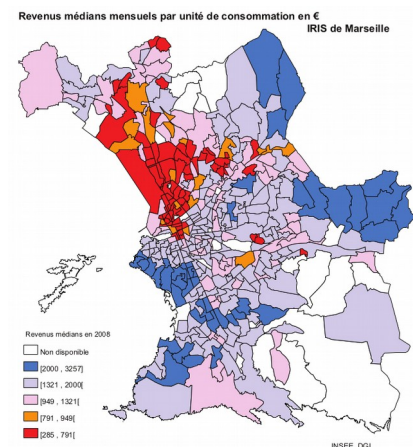 Revenus médians mensuels par unité de consommation en €
IRIS de Marseille
Revenus médians en 2008
Non disponible
[2000 , 3257]
[1321 , 2000[
[949 , 1321[
[791 , 949[
[285 , 791[
INSEE, DGI